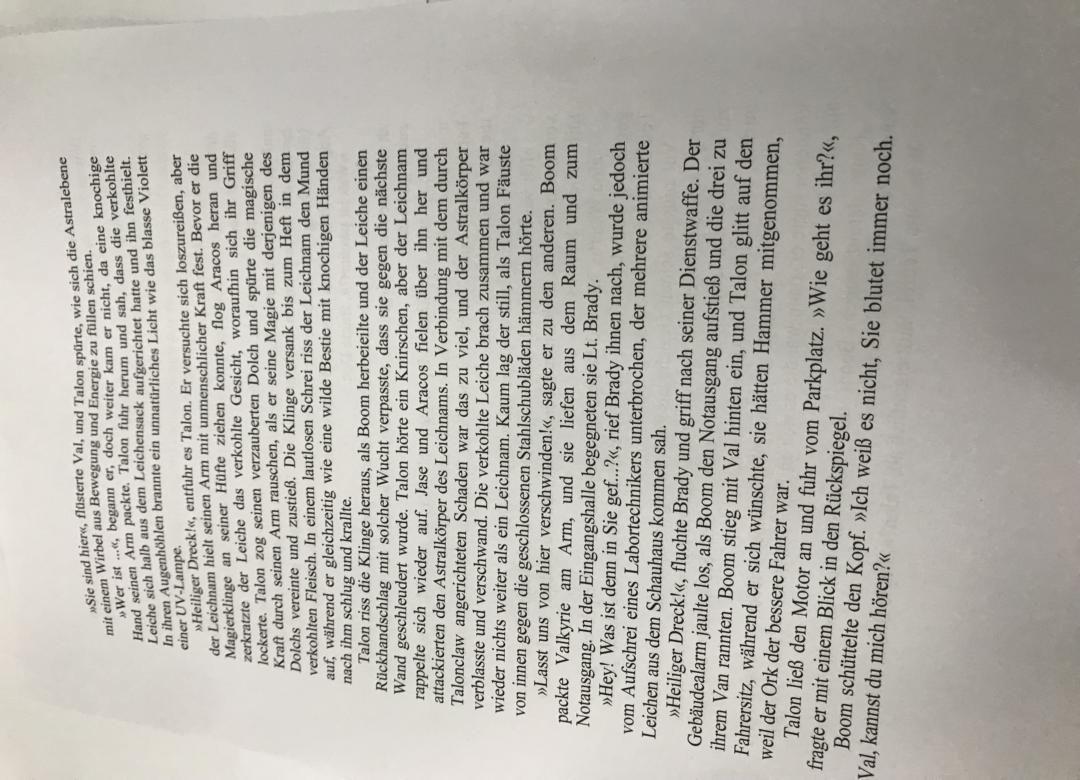 »Sie sind hier«, flüsterte Val, und Talon spürte, wie sich die Astralebene
mit einem Wirbel aus Bewegung und Energie zu füllen schien.
»Wer ist ...«, begann er, doch weiter kam er nicht, da eine knochige
Hand seinen Arm packte. Talon fuhr herum und sah, dass die verkohlte
Leiche sich halb aus dem Leichensack aufgerichtet hatte und ihn festhielt.
In ihren Augenhöhlen brannte ein unnatürliches Licht wie das blasse Violett
einer UV-Lampe.
»Heiliger Dreck!«, entfuhr es Talon. Er versuchte sich loszureißen, aber
der Leichnam hielt seinen Arm mit unmenschlicher Kraft fest. Bevor er die
Magierklinge an seiner Hüfte ziehen konnte, flog Aracos heran und
zerkratzte der Leiche das verkohlte Gesicht, woraufhin sich ihr Griff
lockerte. Talon zog seinen verzauberten Dolch und spürte die magische
Kraft durch seinen Arm rauschen, als er seine Magie mit derjenigen des
Dolchs vereinte und zustieß. Die Klinge versank bis zum Heft in dem
verkohlten Fleisch. In einem lautlosen Schrei riss der Leichnam den Mund
auf, während er gleichzeitig wie eine wilde Bestie mit knochigen Händen
nach ihm schlug und krallte.
Talon riss die Klinge heraus, als Boom herbeieilte und der Leiche einen
Rückhandschlag mit solcher Wucht verpasste, dass sie gegen die nächste
Wand geschleudert wurde. Talon hörte ein Knirschen, aber der Leichnam
rappelte sich wieder auf. Jase und Aracos fielen über ihn her und
attackierten den Astralkörper des Leichnams. In Verbindung mit dem durch
Talonclaw angerichteten Schaden war das zu viel, und der Astralkörper
verblasste und verschwand. Die verkohlte Leiche brach zusammen und war
wieder nichts weiter als ein Leichnam. Kaum lag der still, als Talon Fäuste
von innen gegen die geschlossenen Stahlschubläden hämmern hörte.
»Lasst uns von hier verschwinden!«, sagte er zu den anderen. Boom
packte Valkyrie am Arm, und sie liefen aus dem Raum und zum
Notausgang. In der Eingangshalle begegneten sie Lt. Brady.
»Hey! Was ist denn in Sie gef...?«, rief Brady ihnen nach, wurde jedoch
vom Aufschrei eines Labortechnikers unterbrochen, der mehrere animierte
Leichen aus dem Schauhaus kommen sah.
»Heiliger Dreck!«, fluchte Brady und griff nach seiner Dienstwaffe. Der
Gebäudealarm jaulte los, als Boom den Notausgang aufstieß und die drei zu
ihrem Van rannten. Boom stieg mit Val hinten ein, und Talon glitt auf den
Fahrersitz, während er sich wünschte, sie hätten Hammer mitgenommen,
weil der Ork der bessere Fahrer war.
Talon ließ den Motor an und fuhr vom Parkplatz. »Wie geht es ihr?«,
fragte er mit einem Blick in den Rückspiegel.
Boom schüttelte den Kopf. »Ich weiß es nicht, Sie blutet immer noch.
Val, kannst du mich hören?«